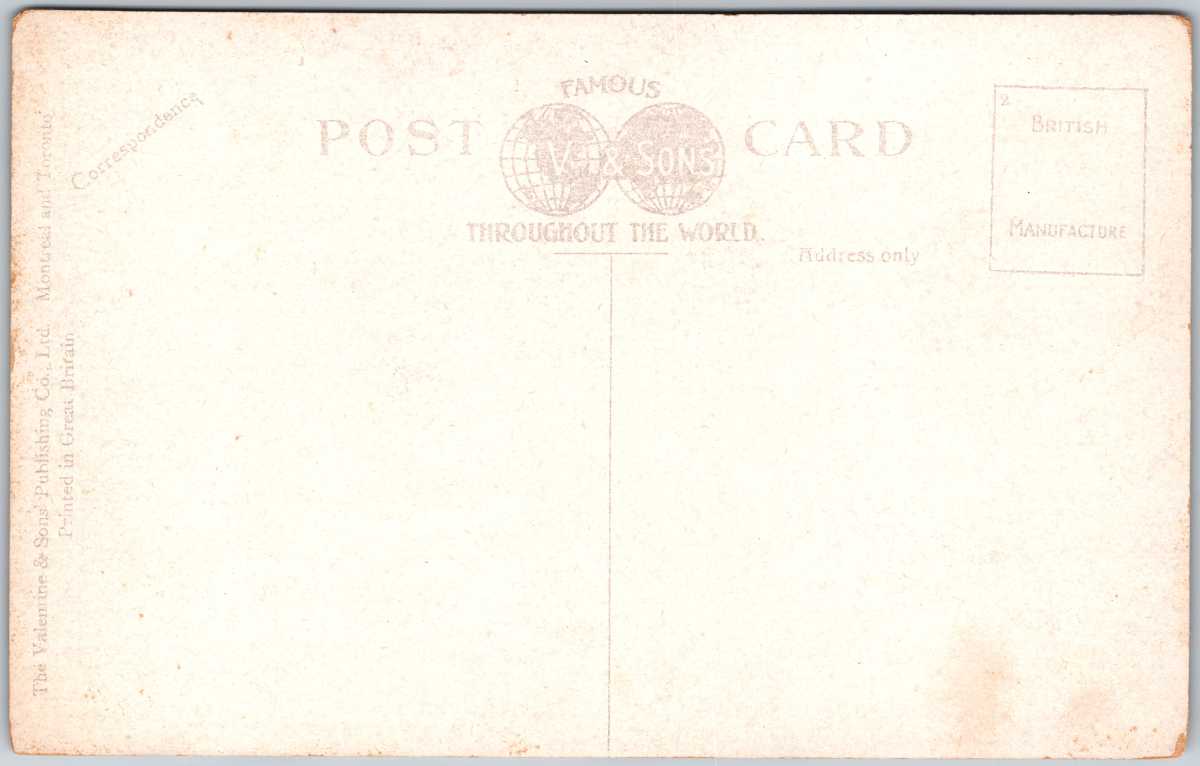 FAMOUS
POST CARD
V. & SONS
THROUGHOUT THE WORLD.
Correspondence
Address only
2
BRITISH
MANUFACTURE
The Valentine & Sons' Publishing Co., Ltd. Montreal and Toronto
Printed in Great Britain